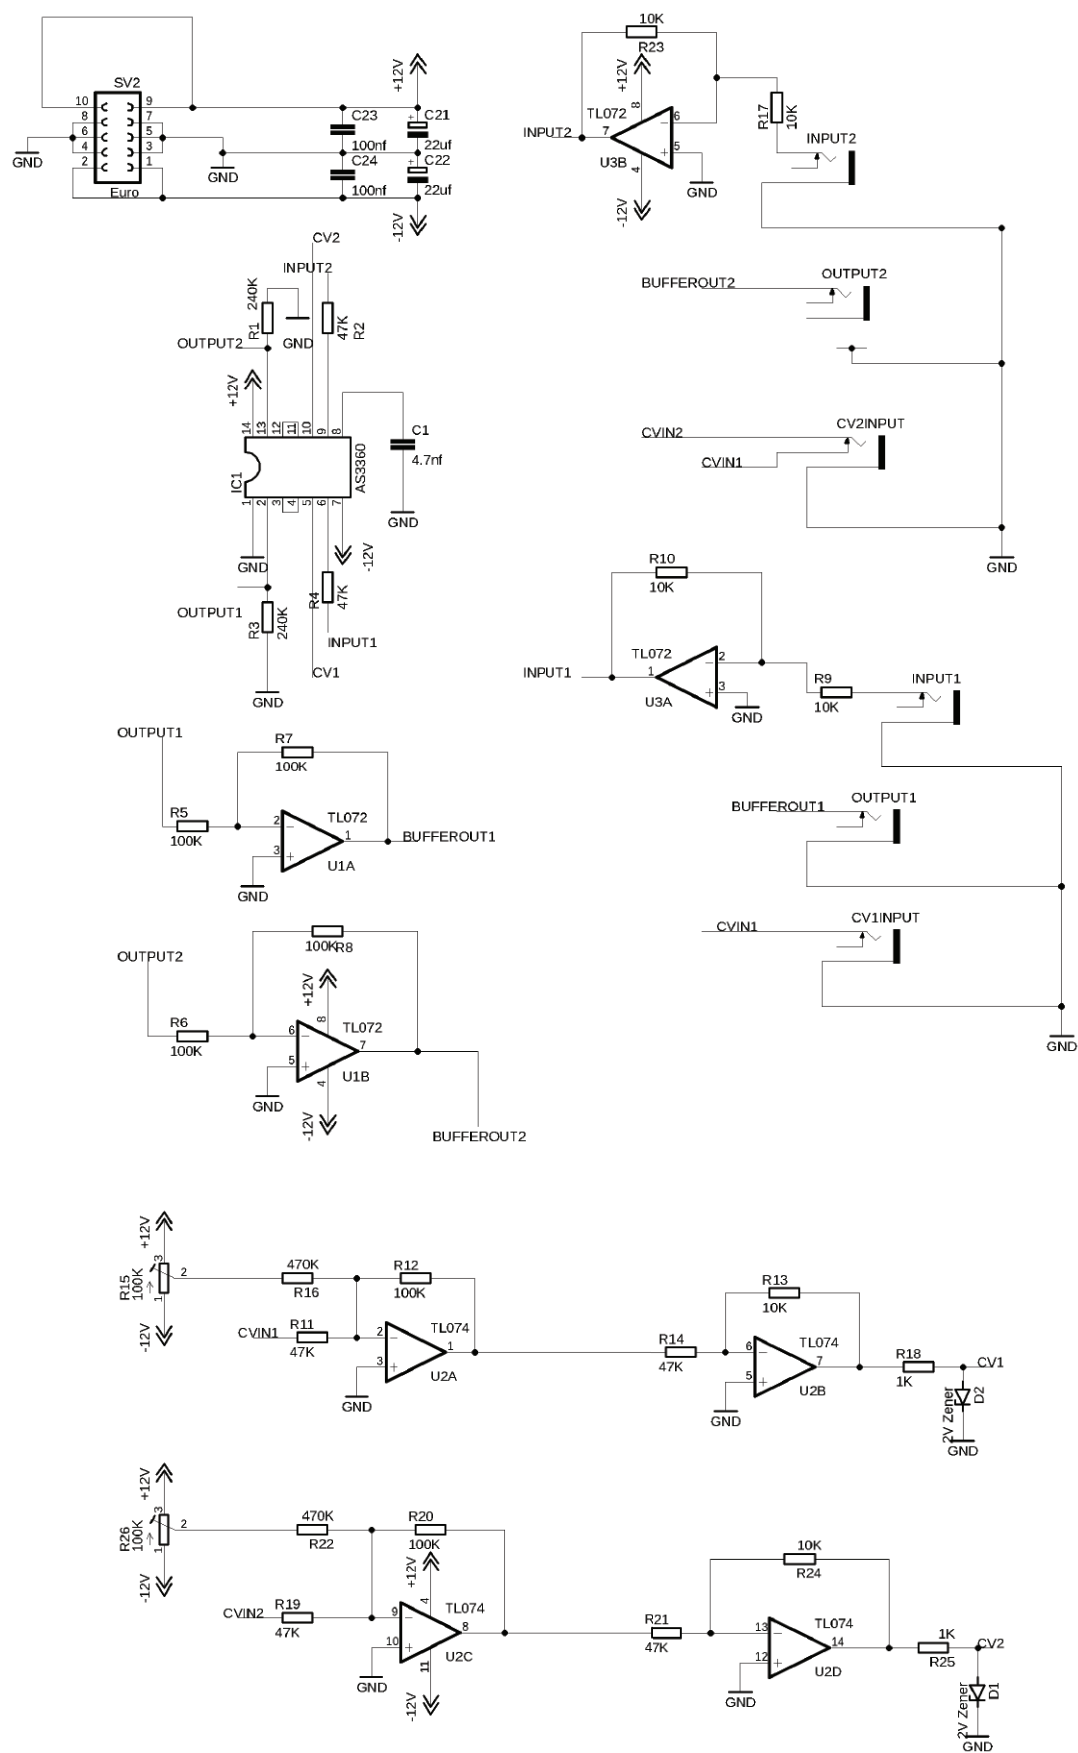 SV2
10
9
8
7
6
5
4
3
2
1
Euro
GND
GND
+12V
C23
100nf
C24
100nf
C21
22uf
C22
22uf
+
+
-12V
10K
R23
+12V
TL072
8
6
5
7
4
U3B
-12V
INPUT2
GND
R17
10K
INPUT2
BUFFEROUT2
OUTPUT2
CVIN2
CVIN1
CV2INPUT
GND
CV2
INPUT2
240K
R1
GND
47K
R2
OUTPUT2
+12V
14
13
12
11
10
9
8
IC1
AS3360
1
2
3
4
5
6
7
C1
4.7nf
GND
GND
-12V
OUTPUT1
R3
240K
R4
47K
INPUT1
CV1
GND
R10
10K
TL072
INPUT1
1
2
3
U3A
GND
R9
10K
INPUT1
OUTPUT1
R7
100K
R5
100K
2
3
TL072
1
BUFFEROUT1
U1A
GND
BUFFEROUT1
OUTPUT1
CVIN1
CV1INPUT
GND
OUTPUT2
100K
R8
+12V
R6
100K
6
5
8
TL072
7
4
U1B
GND
-12V
BUFFEROUT2
+12V
R15
100K
3
2
1
-12V
470K
R16
R12
100K
CVIN1
R11
47K
2
3
TL074
1
U2A
GND
R14
47K
R13
10K
6
5
TL074
7
U2B
GND
R18
1K
CV1
2V Zener
D2
GND
+12V
R26
100K
3
2
1
-12V
470K
R22
R20
100K
+12V
CVIN2
R19
47K
9
10
4
TL074
8
11
U2C
GND
-12V
R21
47K
10K
R24
13
12
TL074
14
U2D
GND
1K
R25
CV2
2V Zener
D1
GND